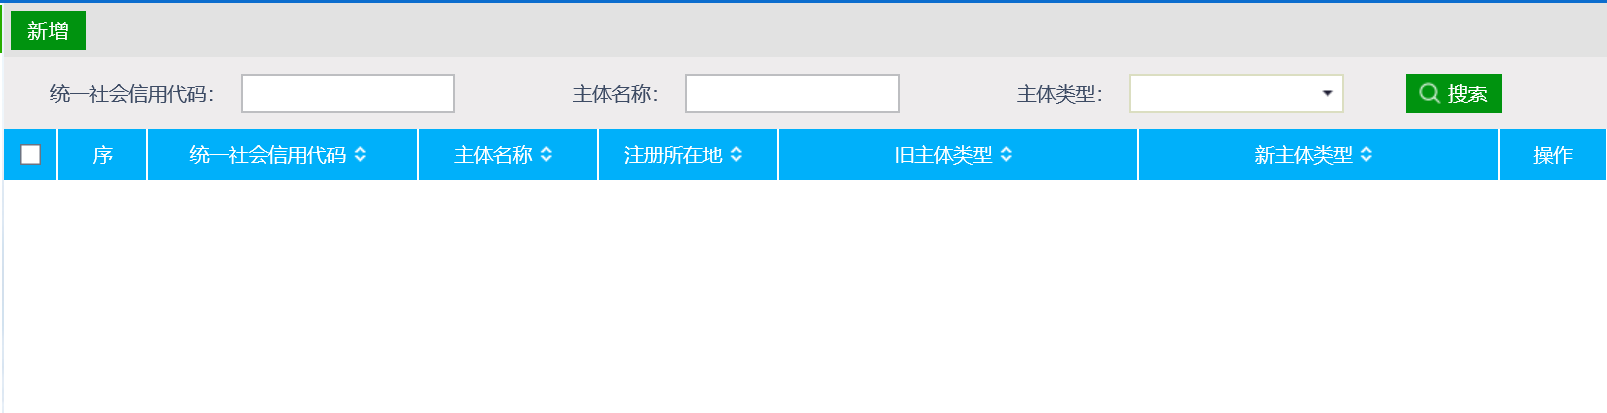 新增
统一社会信用代码： 主体名称： 主体类型： 搜索
序 统一社会信用代码 主体名称 注册所在地 旧主体类型 新主体类型 操作